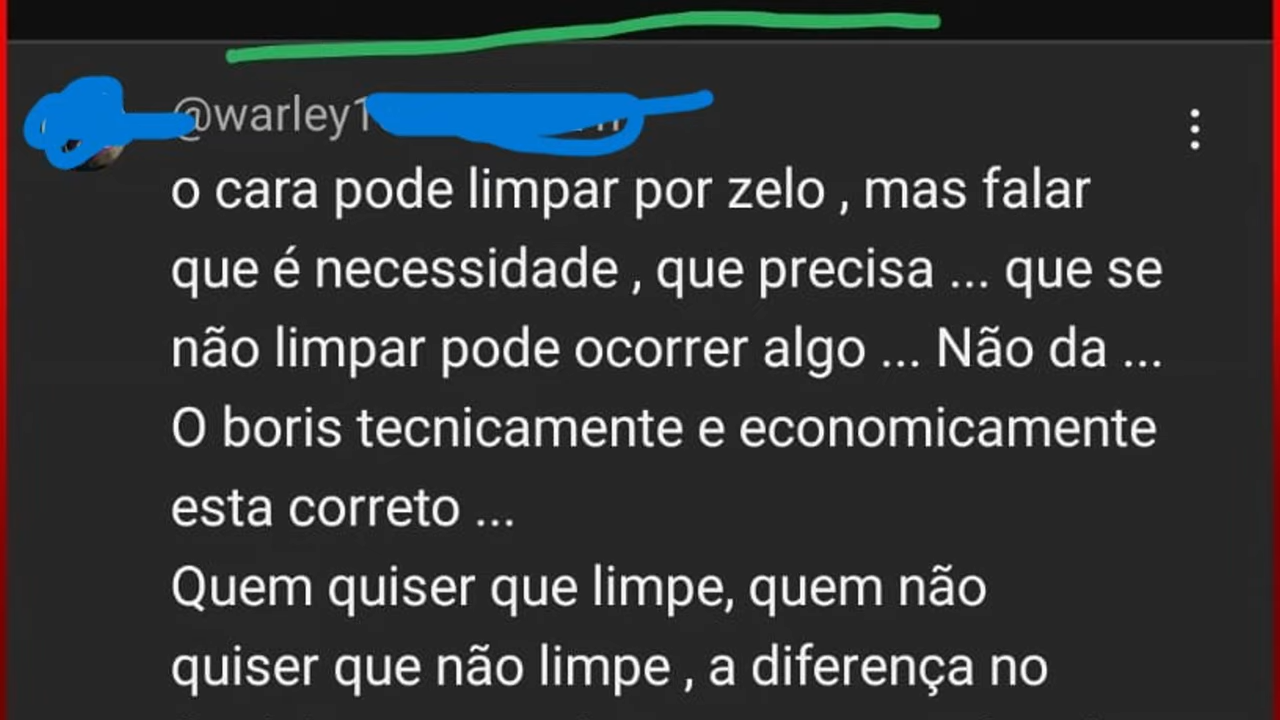 @warley1
o cara pode limpar por zelo , mas falar
que é necessidade , que precisa ... que se
não limpar pode ocorrer algo ... Não da ...
O boris tecnicamente e economicamente
esta correto ...
Quem quiser que limpe, quem não
quiser que não limpe , a diferença no